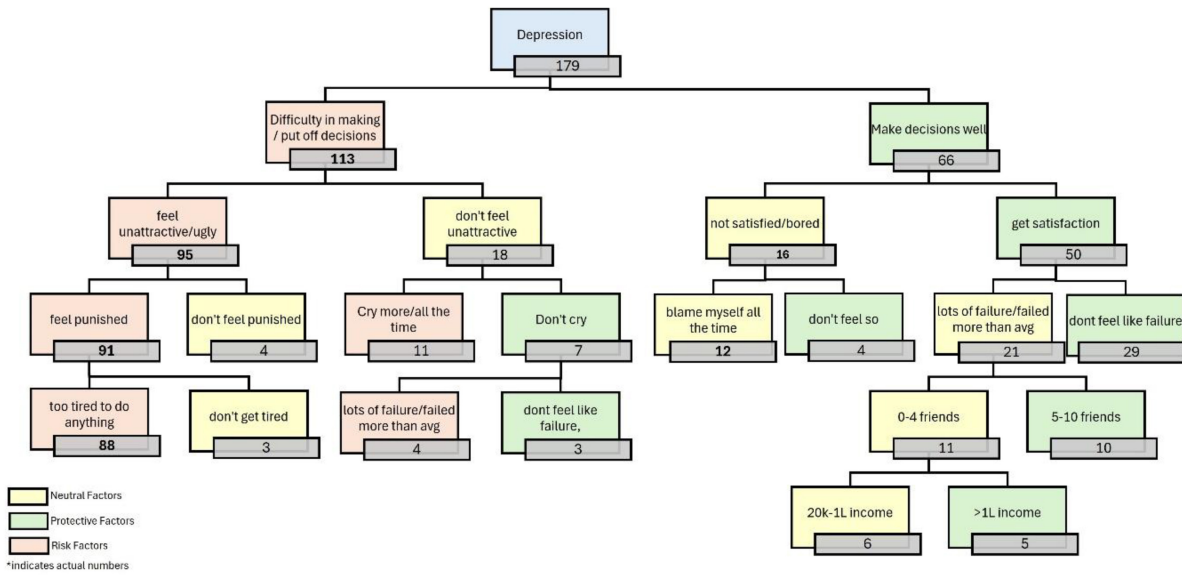 Depression
179
Difficulty in making
/ put off decisions
113
Make decisions well
66
feel
unattractive/ugly
95
don't feel
unattractive
18
not satisfied/bored
16
get satisfaction
50
feel punished
91
don't feel punished
4
Cry more/all the
time
11
Don't cry
7
blame myself all
the time
12
don't feel so
4
lots of failure/failed
more than avg
21
dont feel like failure
29
too tired to do
anything
88
don't get tired
3
lots of failure/failed
more than avg
4
dont feel like
failure,
3
0-4 friends
11
5-10 friends
10
20k-1L income
6
>1L income
5
Neutral Factors
Protective Factors
Risk Factors
*indicates actual numbers